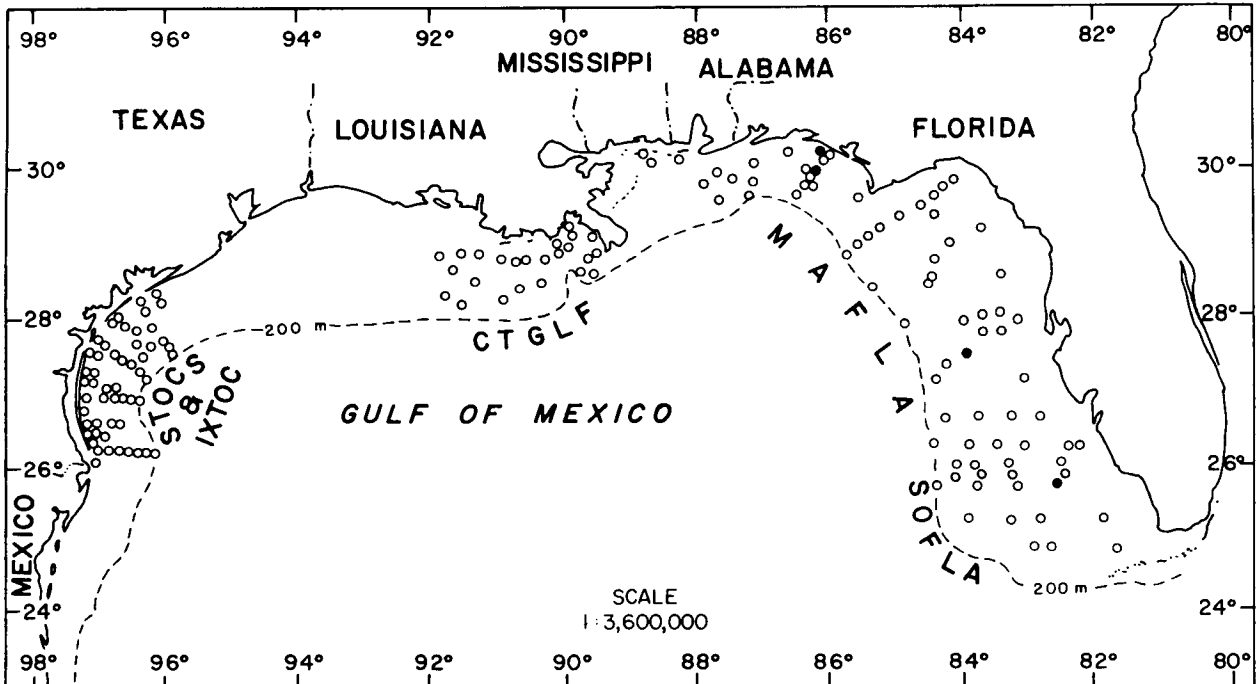 98° 96° 94° 92° 90° 88° 86° 84° 82° 80°
MISSISSIPPI ALABAMA
TEXAS LOUISIANA FLORIDA
30° 30°
MAFLA
28° 200 m CTGLF 28°
STOCS & IXTOC
GULF OF MEXICO
26° 26°
SOFLA
MEXICO
200 m
24° SCALE 24°
1:3,600,000
98° 96° 94° 92° 90° 88° 86° 84° 82° 80°